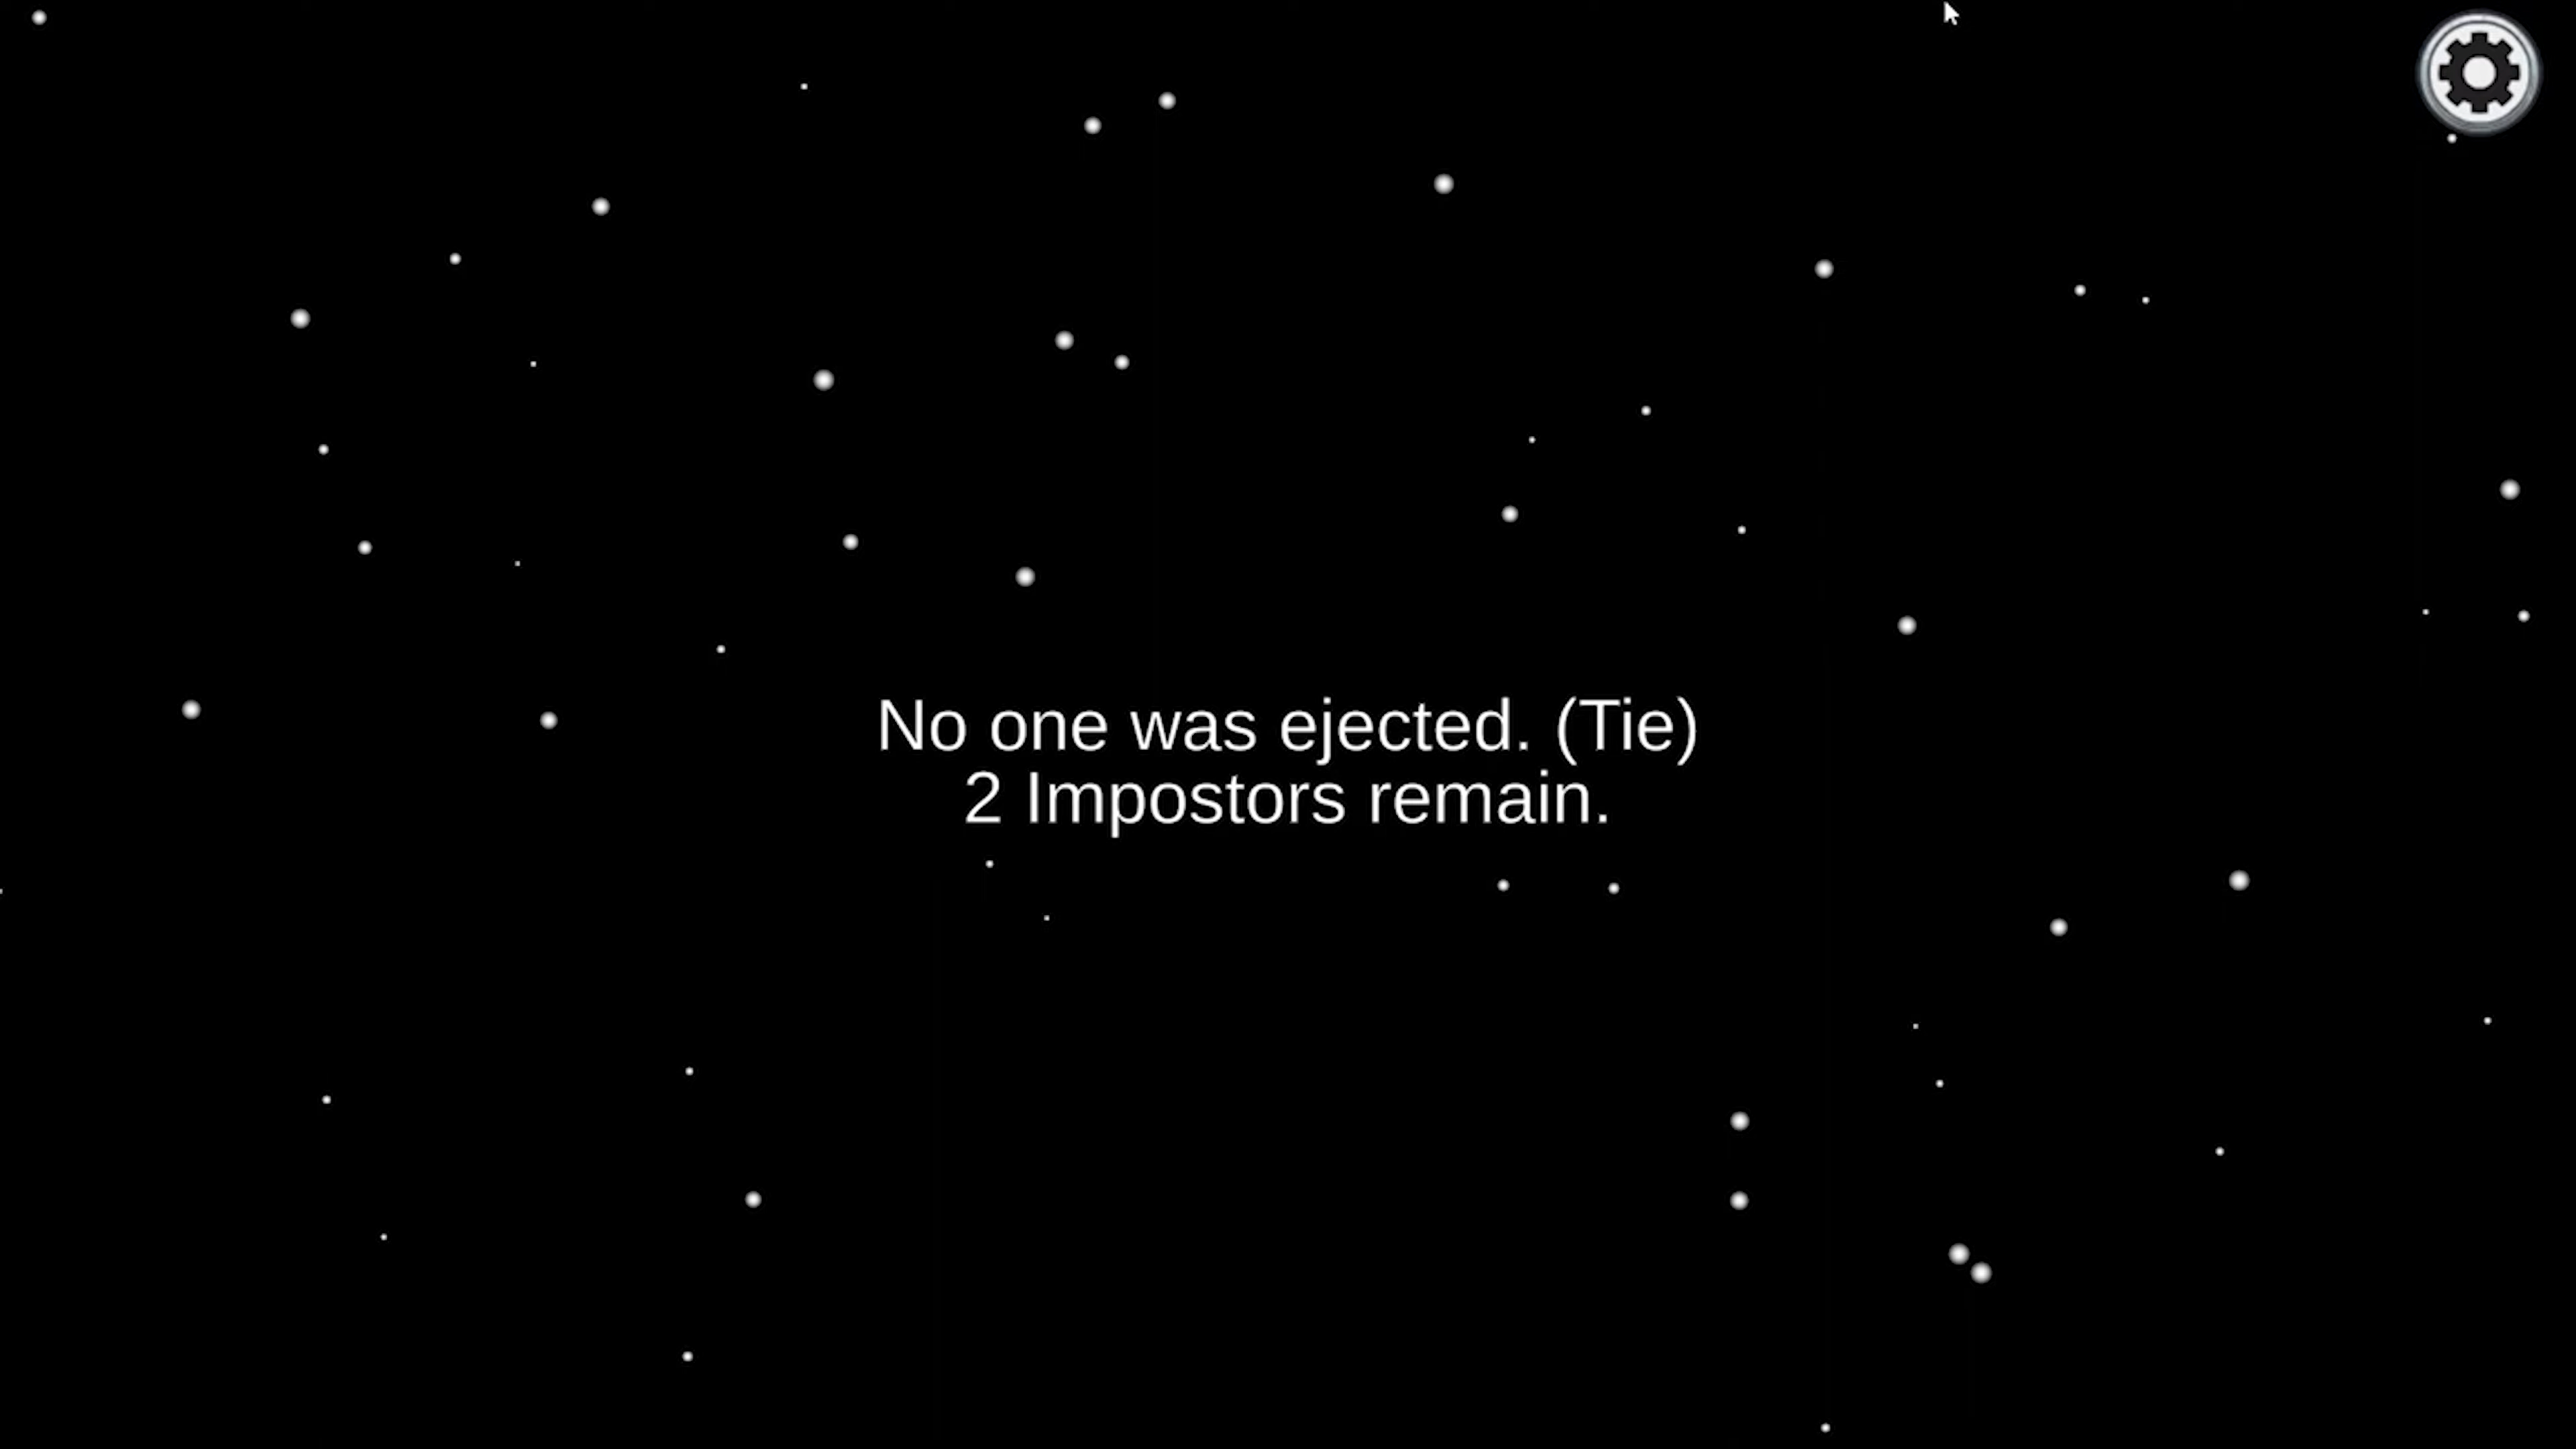 No one was ejected. (Tie)
2 Impostors remain.